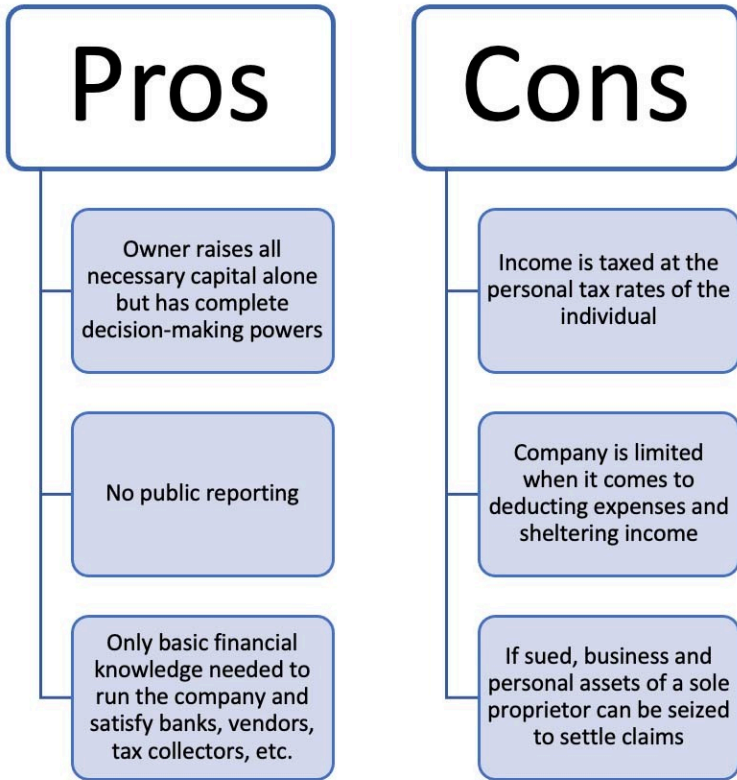 Pros
Owner raises all
necessary capital alone
but has complete
decision-making powers
No public reporting
Only basic financial
knowledge needed to
run the company and
satisfy banks, vendors,
tax collectors, etc.
Cons
Income is taxed at the
personal tax rates of the
individual
Company is limited
when it comes to
deducting expenses and
sheltering income
If sued, business and
personal assets of a sole
proprietor can be seized
to settle claims